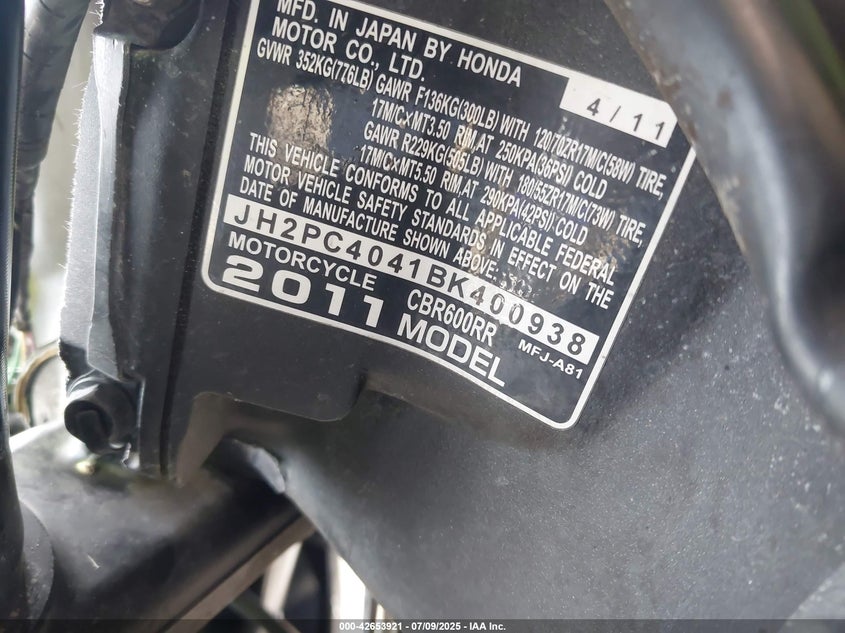 MFD. IN JAPAN BY HONDA
MOTOR CO., LTD.
4/11
GVWR 352KG(776LB) GAWR F136KG(300LB) WITH 120/70ZR17M/C(58W) TIRE,
17M/C×MT3.50 RIM,AT 250KPA(36PSI) COLD
GAWR R229KG(505LB) WITH 180/55ZR17M/C(73W) TIRE,
17M/C×MT5.50 RIM,AT 290KPA(42PSI) COLD
THIS VEHICLE CONFORMS TO ALL APPLICABLE FEDERAL
MOTOR VEHICLE SAFETY STANDARDS IN EFFECT ON THE
DATE OF MANUFACTURE SHOWN ABOVE.
JH2PC4041BK400938
MOTORCYCLE CBR600RR MFJ-A81
2011 MODEL
000-42653921 - 07/09/2025 - IAA Inc.